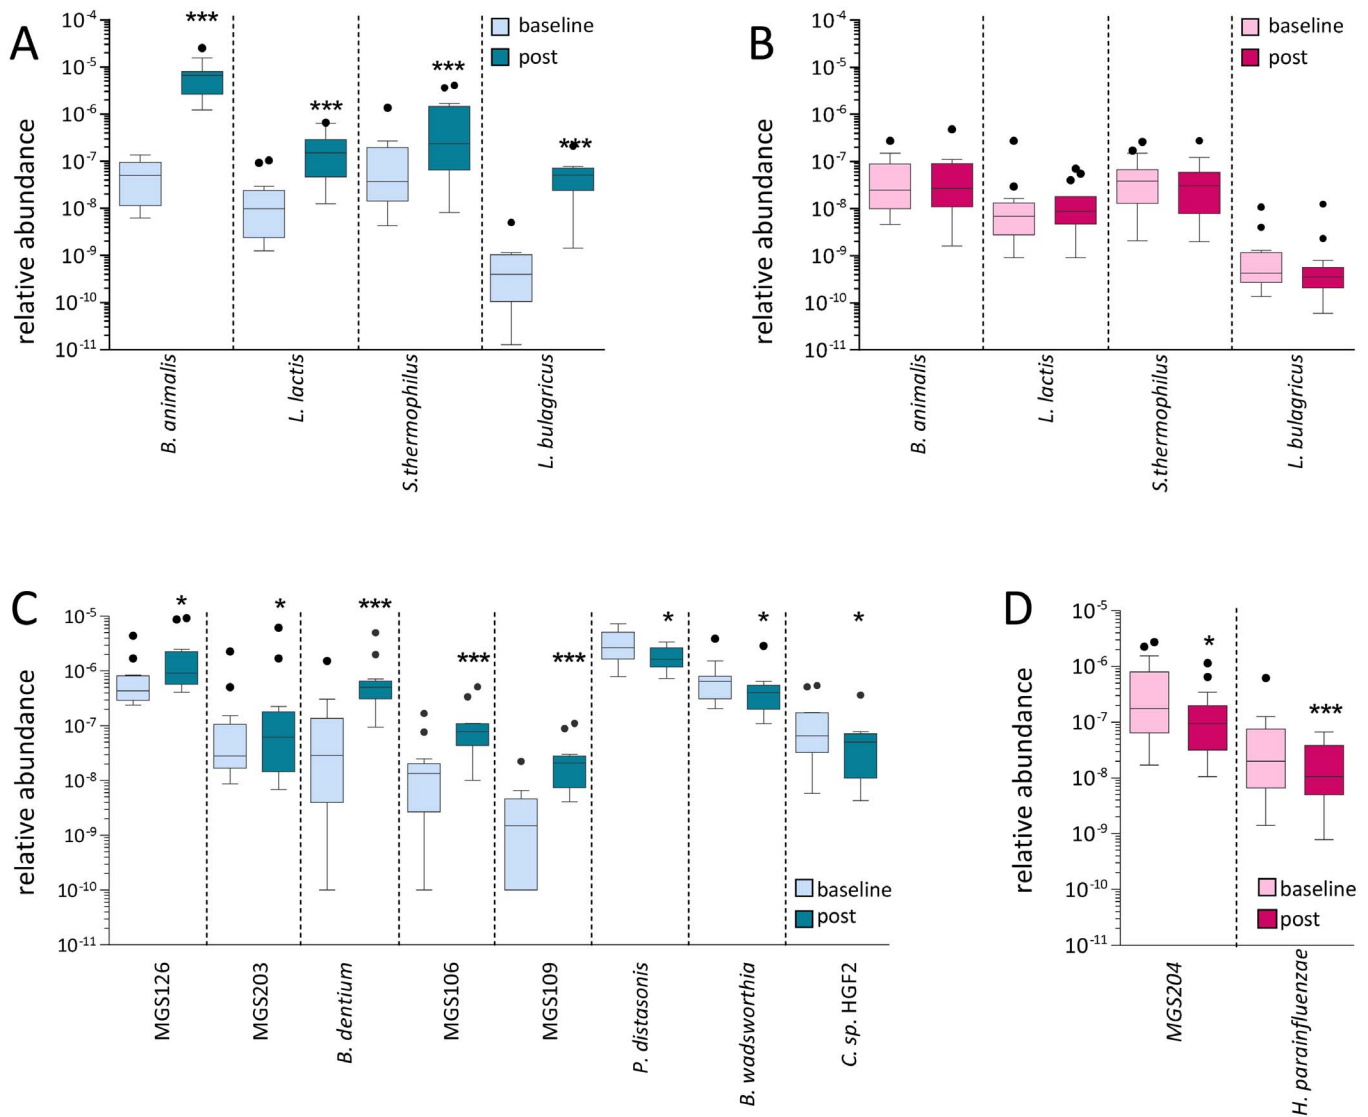 A
relative abundance
10-4
10-5
10-6
10-7
10-8
10-9
10-10
10-11
***
***
***
***
baseline
post
B. animalis
L. lactis
S.thermophilus
L. bulagricus
B
relative abundance
10-4
10-5
10-6
10-7
10-8
10-9
10-10
10-11
baseline
post
B. animalis
L. lactis
S.thermophilus
L. bulagricus
C
relative abundance
10-5
10-6
10-7
10-8
10-9
10-10
10-11
*
*
***
***
***
*
*
*
baseline
post
MGS126
MGS203
B. dentium
MGS106
MGS109
P. distasonis
B. wadsworthia
C. sp. HGF2
D
relative abundance
10-5
10-6
10-7
10-8
10-9
10-10
10-11
*
***
baseline
post
MGS204
H. parainfluenzae